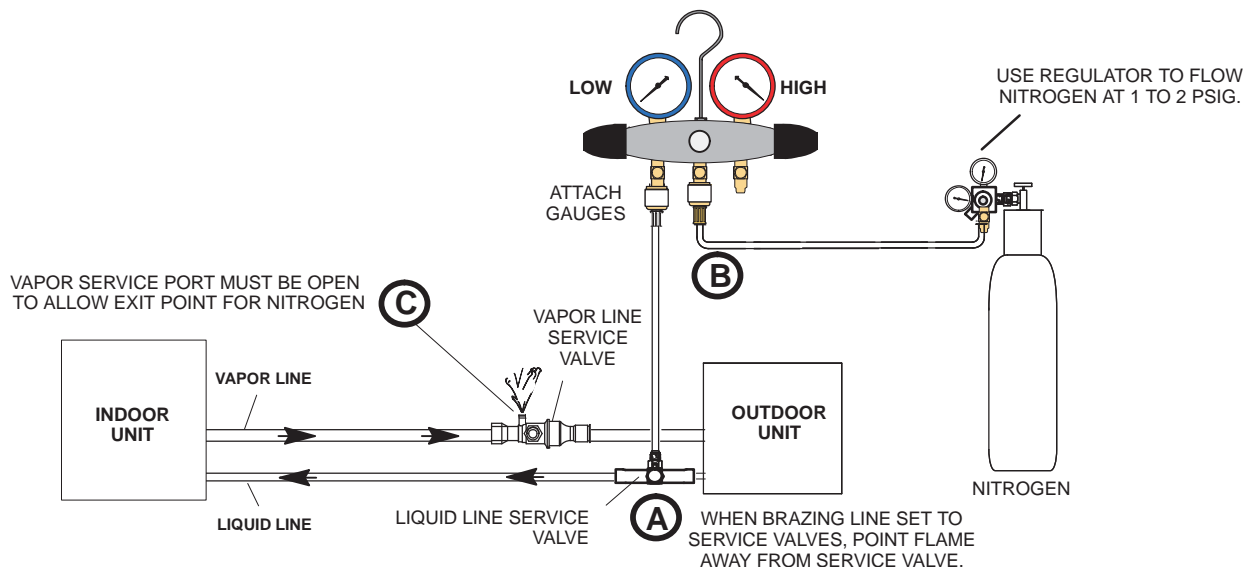 LOW
HIGH
USE REGULATOR TO FLOW
NITROGEN AT 1 TO 2 PSIG.
ATTACH
GAUGES
B
VAPOR SERVICE PORT MUST BE OPEN
TO ALLOW EXIT POINT FOR NITROGEN
C
VAPOR LINE
SERVICE
VALVE
VAPOR LINE
INDOOR
UNIT
OUTDOOR
UNIT
NITROGEN
LIQUID LINE
LIQUID LINE SERVICE
VALVE
A
WHEN BRAZING LINE SET TO
SERVICE VALVES, POINT FLAME
AWAY FROM SERVICE VALVE.